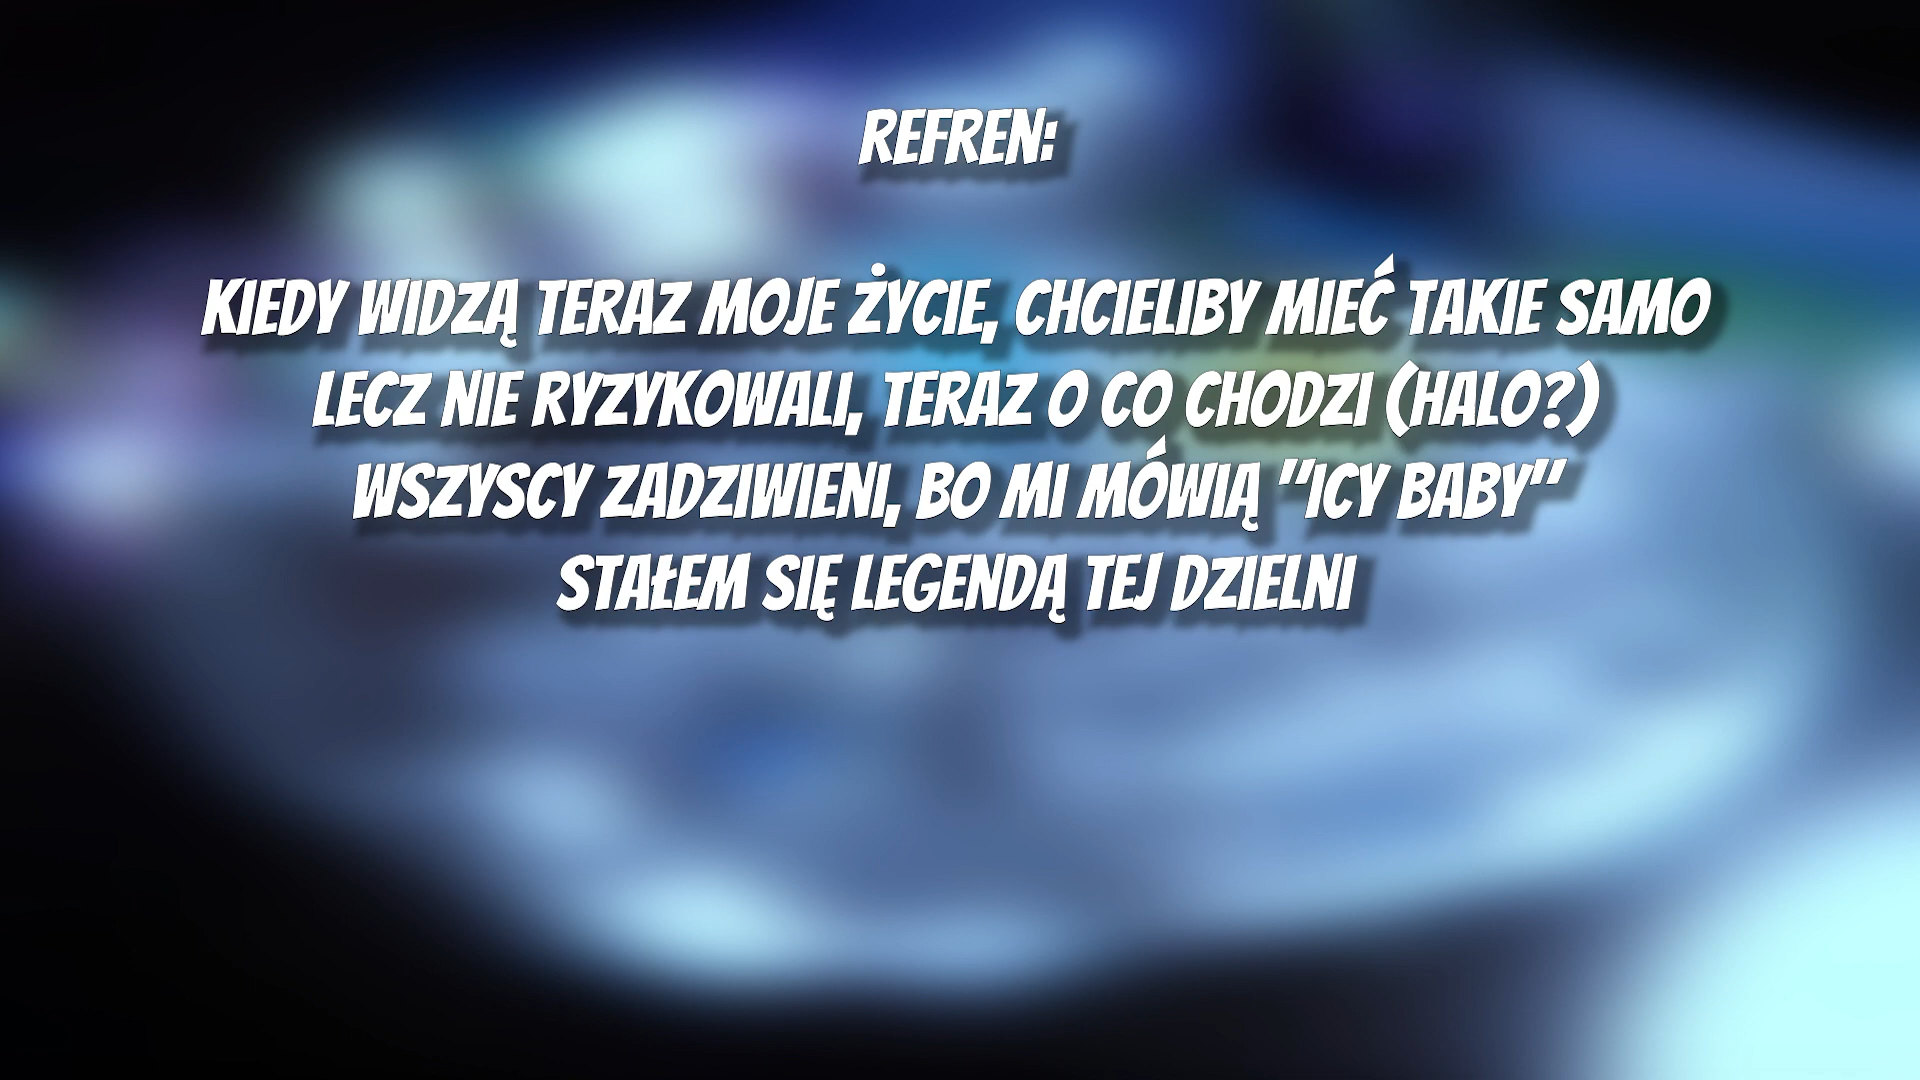 REFREN:
KIEDY WIDZĄ TERAZ MOJE ŻYCIE, CHCIELIBY MIEĆ TAKIE SAMO
LECZ NIE RYZYKOWALI, TERAZ O CO CHODZI (HALO?)
WSZYSCY ZADZIWIENI, BO MI MÓWIĄ "ICY BABY"
STAŁEM SIĘ LEGENDĄ TEJ DZIELNI